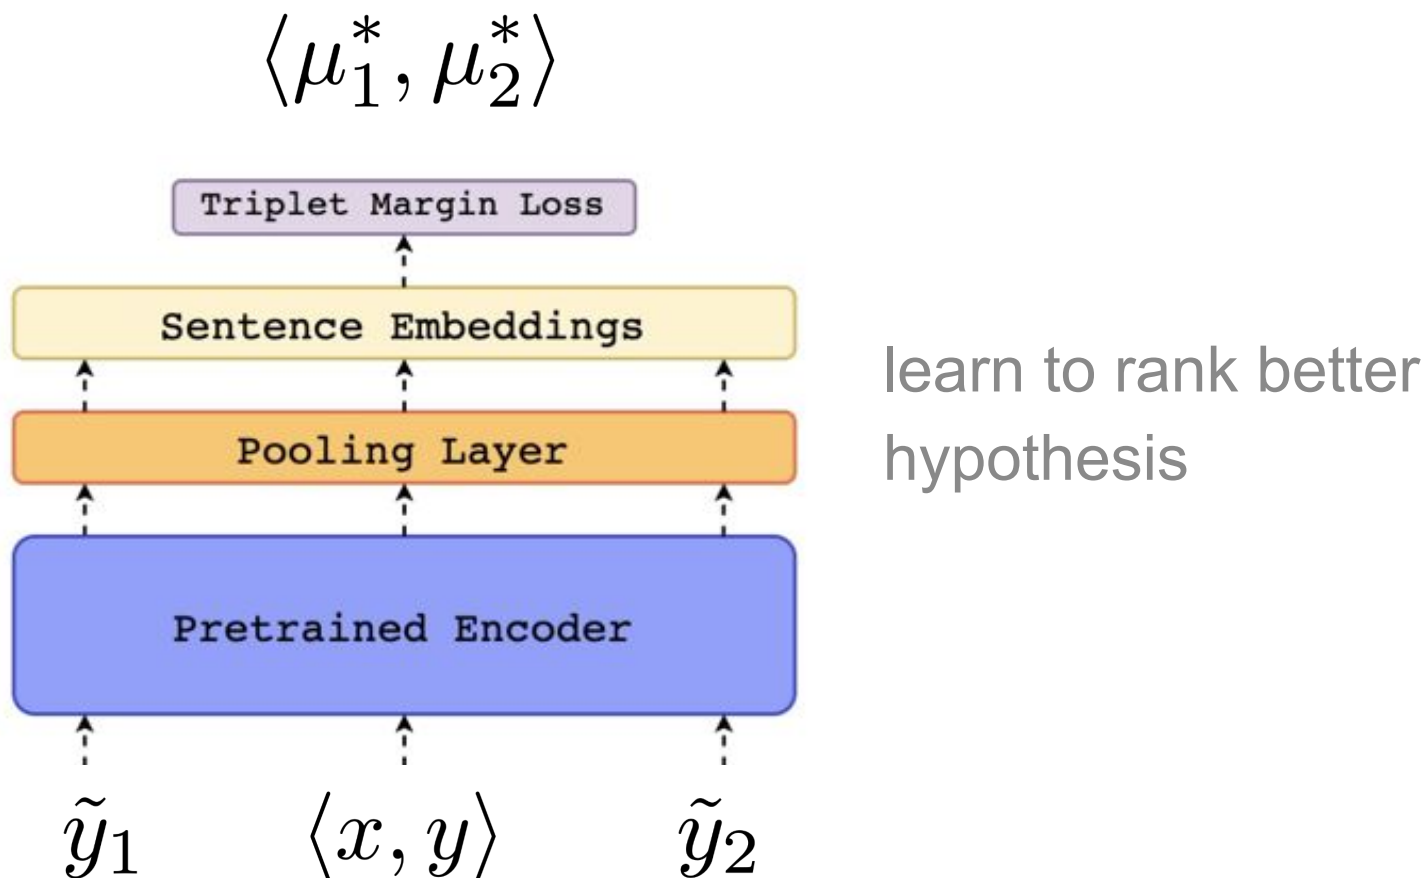 ⟨μ₁*, μ₂*⟩
Triplet Margin Loss
Sentence Embeddings
Pooling Layer
Pretrained Encoder
ỹ₁ ⟨x, y⟩ ỹ₂
learn to rank better
hypothesis